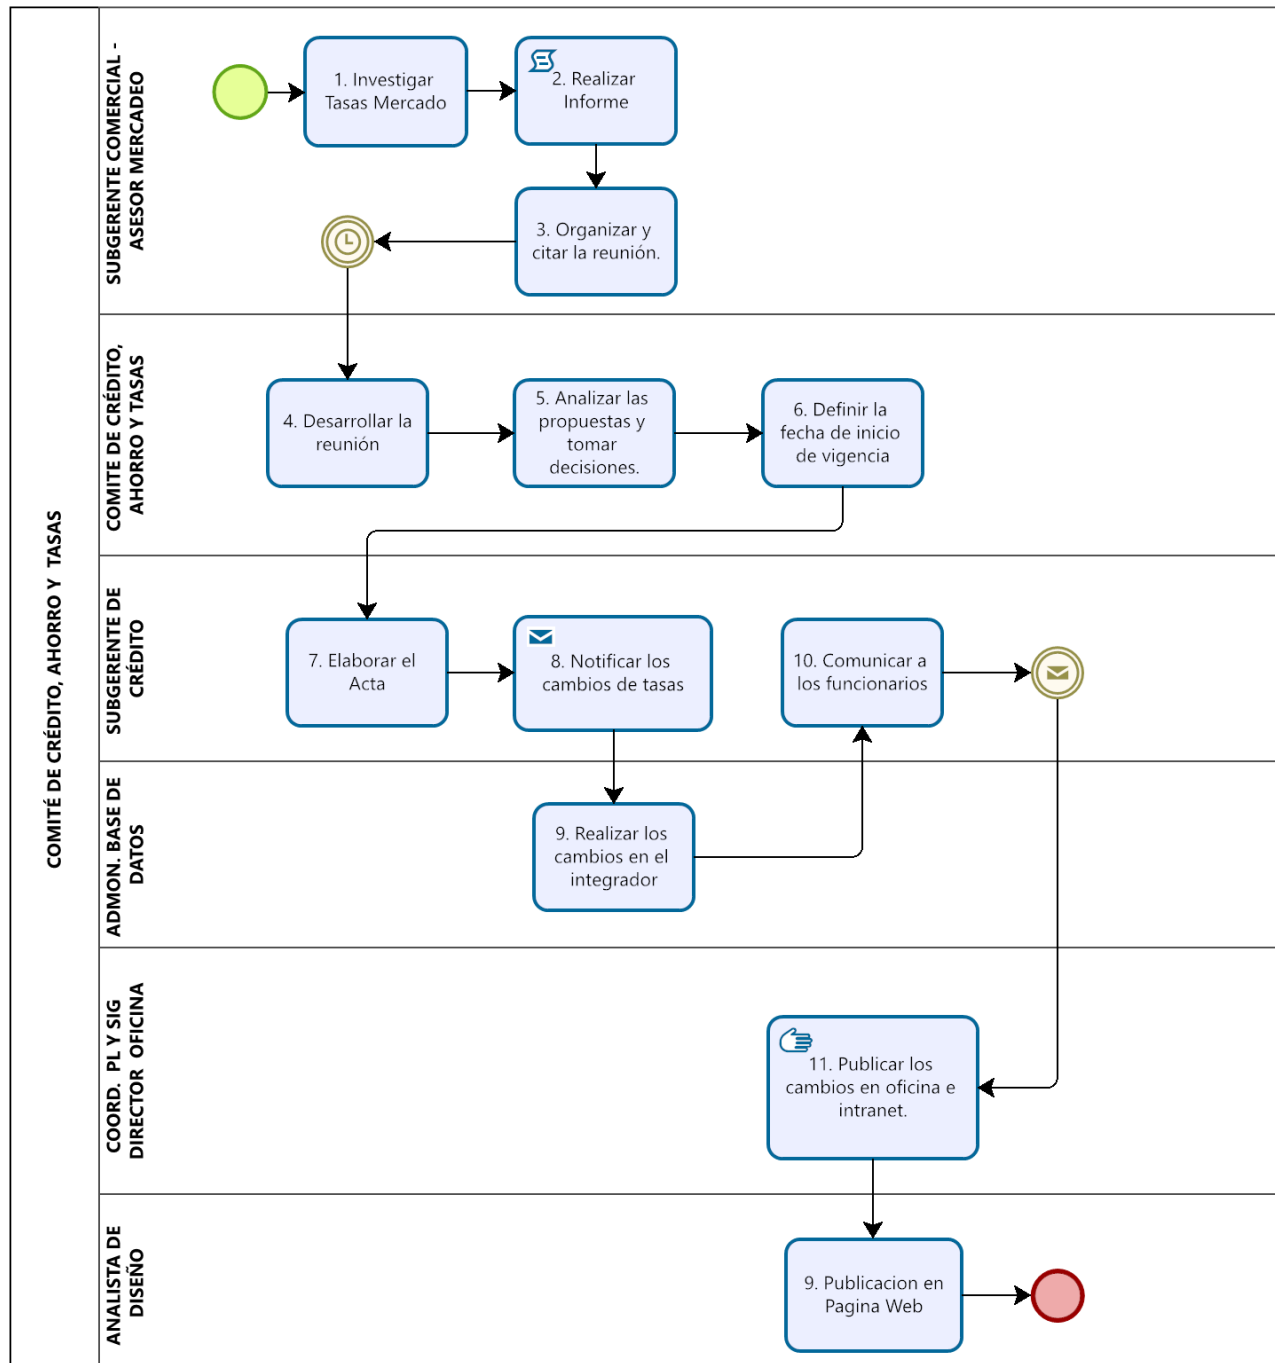 COMITÉ DE CRÉDITO, AHORRO Y  TASAS
SUBGERENTE COMERCIAL -
ASESOR MERCADEO
1. Investigar
Tasas Mercado
2. Realizar
Informe
3. Organizar y
citar la reunión.
COMITE DE CRÉDITO,
AHORRO Y TASAS
4. Desarrollar la
reunión
5. Analizar las
propuestas y
tomar
decisiones.
6. Definir la
fecha de inicio
de vigencia
SUBGERENTE DE
CRÉDITO
7. Elaborar el
Acta
8. Notificar los
cambios de tasas
10. Comunicar a
los funcionarios
ADMON. BASE DE
DATOS
9. Realizar los
cambios en el
integrador
COORD.  PL Y SIG
DIRECTOR  OFICINA
11. Publicar los
cambios en oficina e
intranet.
ANALISTA DE
DISEÑO
9. Publicacion en
Pagina Web